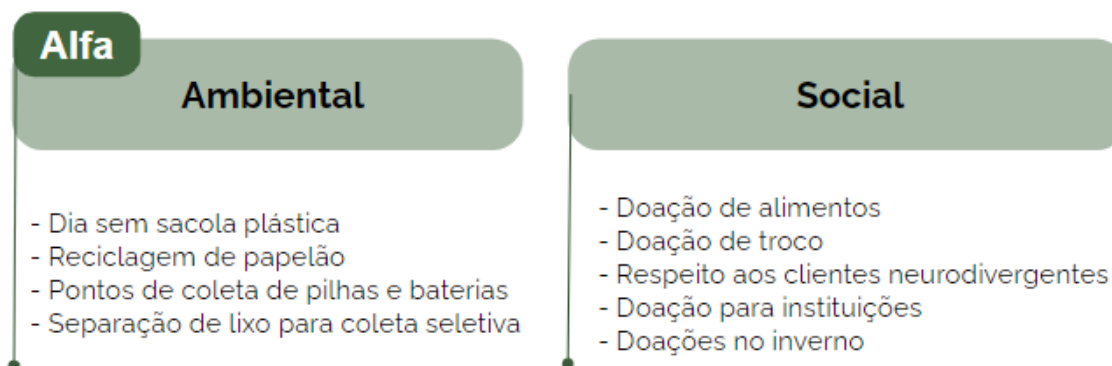 Alfa
Ambiental
- Dia sem sacola plástica
- Reciclagem de papelão
- Pontos de coleta de pilhas e baterias
- Separação de lixo para coleta seletiva
Social
- Doação de alimentos
- Doação de troco
- Respeito aos clientes neurodivergentes
- Doação para instituições
- Doações no inverno